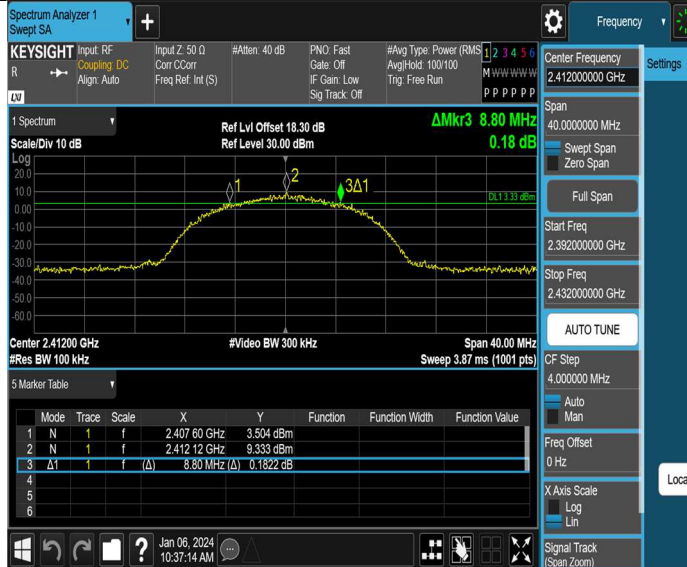 Spectrum Analyzer 1
Swept SA
+
Frequency
KEYSIGHT
R
LXI
Input: RF
Coupling: DC
Align: Auto
Input Z: 50 Ω
Corr CCorr
Freq Ref: Int (S)
#Atten: 40 dB
PNO: Fast
Gate: Off
IF Gain: Low
Sig Track: Off
#Avg Type: Power (RMS
Avg|Hold: 100/100
Trig: Free Run
1 2 3 4 5 6
M W W W W W
P P P P P P
1 Spectrum
Scale/Div 10 dB
Log
Ref Lvl Offset 18.30 dB
Ref Level 30.00 dBm
ΔMkr3 8.80 MHz
0.18 dB
20.0
10.0
0.00
-10.0
-20.0
-30.0
-40.0
-50.0
-60.0
1
2
3Δ1
DL1 3.33 dBm
Center 2.41200 GHz
#Res BW 100 kHz
#Video BW 300 kHz
Span 40.00 MHz
Sweep 3.87 ms (1001 pts)
5 Marker Table
Mode Trace Scale X Y Function Function Width Function Value
1 N 1 f 2.407 60 GHz 3.504 dBm
2 N 1 f 2.412 12 GHz 9.333 dBm
3 Δ1 1 f (Δ) 8.80 MHz (Δ) 0.1822 dB
4
5
6
Jan 06, 2024
10:37:14 AM
Center Frequency
2.412000000 GHz
Span
40.0000000 MHz
Swept Span
Zero Span
Full Span
Start Freq
2.392000000 GHz
Stop Freq
2.432000000 GHz
AUTO TUNE
CF Step
4.000000 MHz
Auto
Man
Freq Offset
0 Hz
X Axis Scale
Log
Lin
Signal Track
(Span Zoom)
Settings
Loca